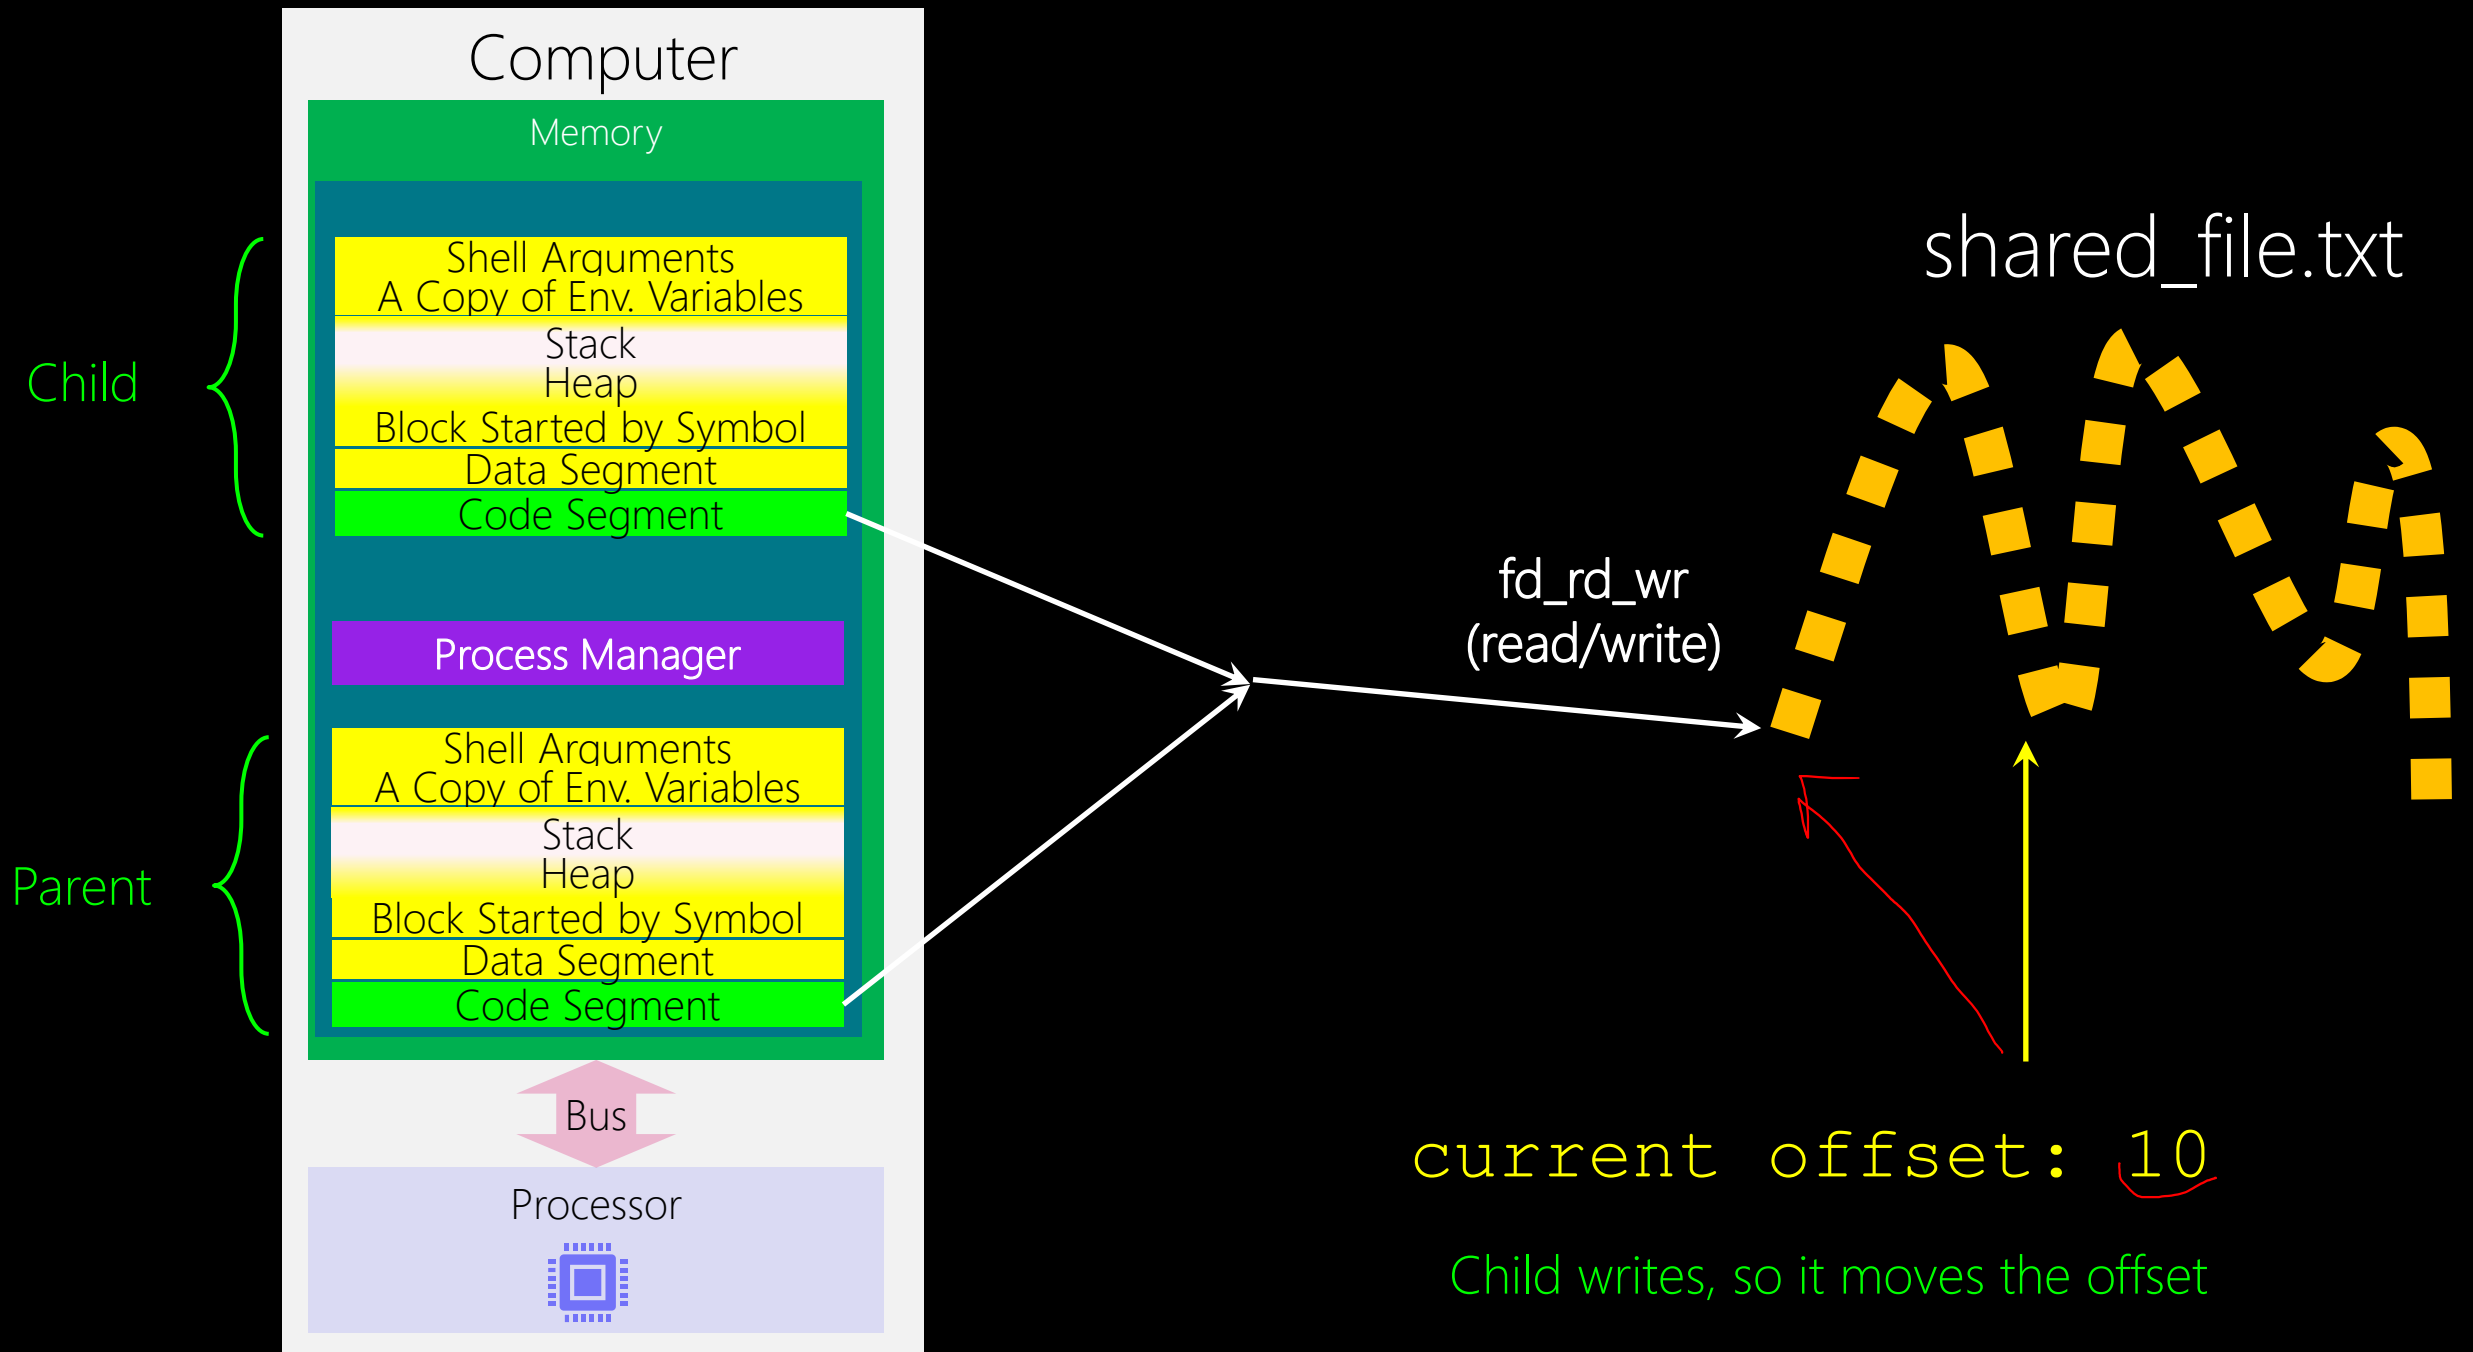 Computer
Memory
Child
Shell Arguments
A Copy of Env. Variables
Stack
Heap
Block Started by Symbol
Data Segment
Code Segment
Process Manager
Parent
Shell Arguments
A Copy of Env. Variables
Stack
Heap
Block Started by Symbol
Data Segment
Code Segment
Bus
Processor
shared_file.txt
fd_rd_wr
(read/write)
current offset: 10
Child writes, so it moves the offset